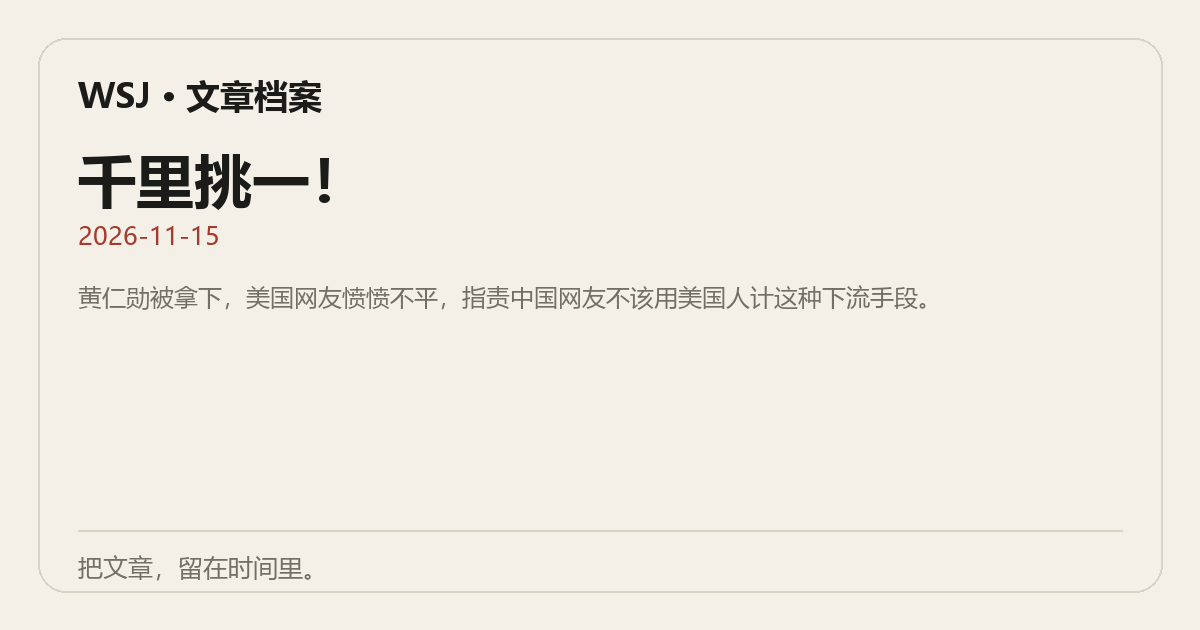 WSJ·文章档案
千里挑一！
2026-11-15
黄仁勋被拿下，美国网友愤愤不平，指责中国网友不该用美国人计这种下流手段。
把文章，留在时间里。